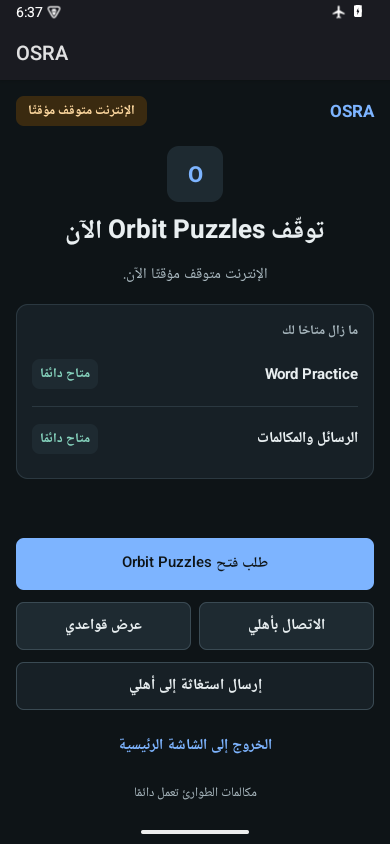 6:37
OSRA
OSRA
الإنترنت متوقف مؤقتًا
O
توقّف Orbit Puzzles الآن
الإنترنت متوقف مؤقتًا الآن.
ما زال متاحًا لك
Word Practice
متاح دائمًا
الرسائل والمكالمات
متاح دائمًا
طلب فتح Orbit Puzzles
الاتصال بأهلي
عرض قواعدي
إرسال استغاثة إلى أهلي
الخروج إلى الشاشة الرئيسية
مكالمات الطوارئ تعمل دائمًا